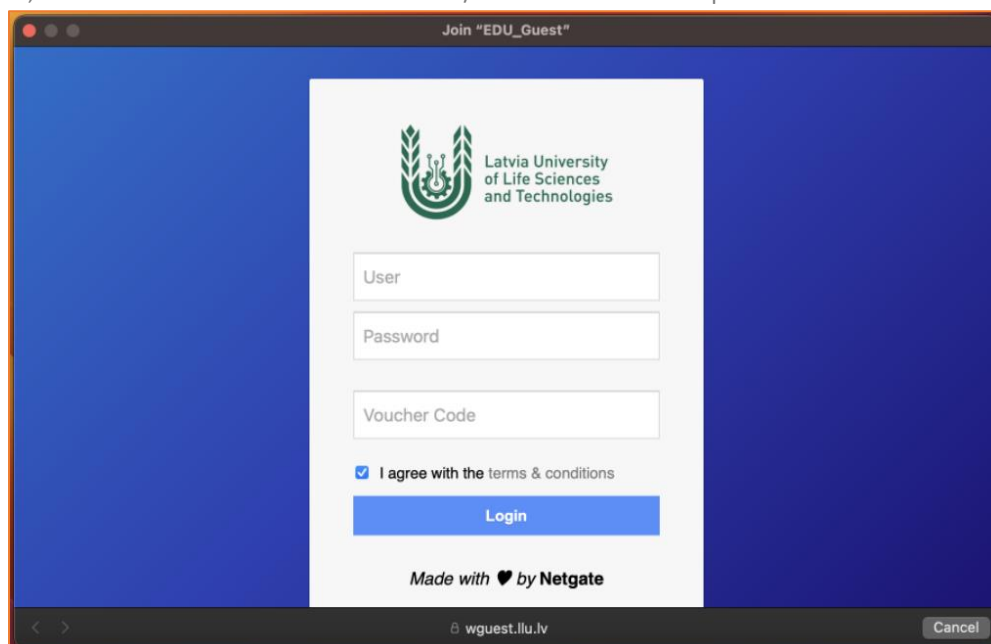 Join “EDU_Guest”
Latvia University
of Life Sciences
and Technologies
User
Password
Voucher Code
I agree with the terms & conditions
Login
Made with ♥ by Netgate
wguest.llu.lv
Cancel